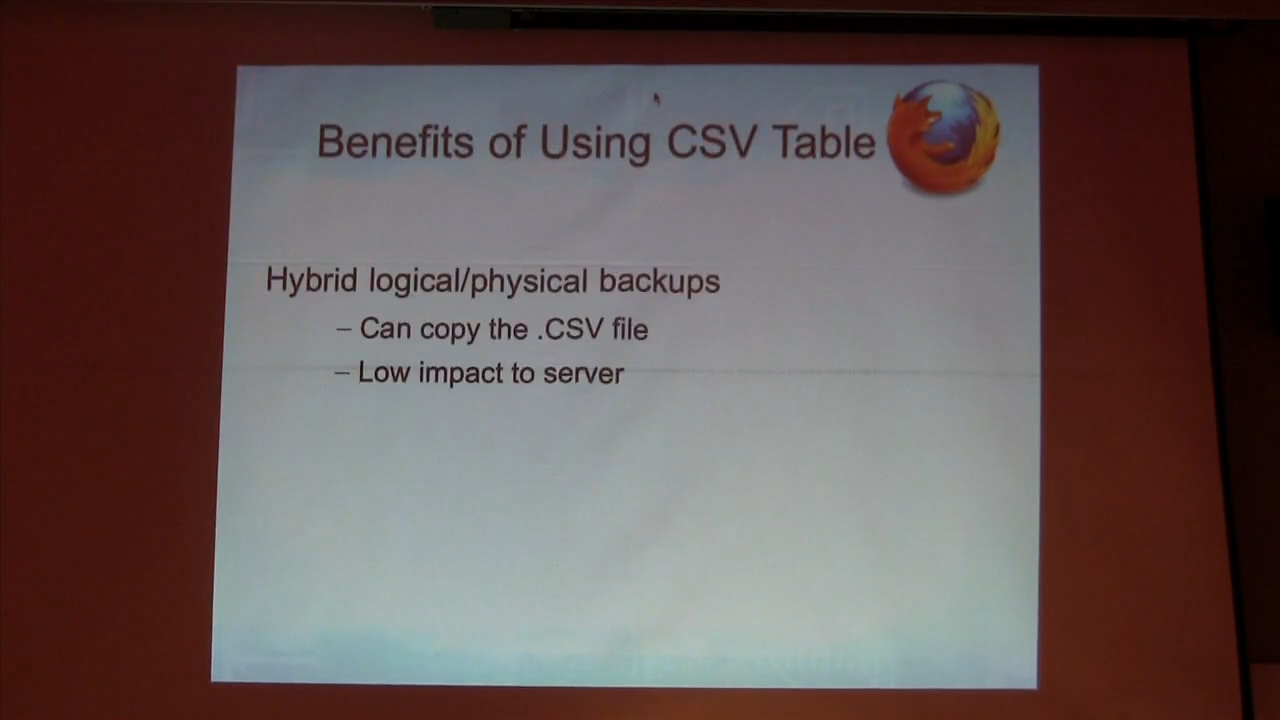 Benefits of Using CSV Table
Hybrid logical/physical backups
– Can copy the .CSV file
– Low impact to server